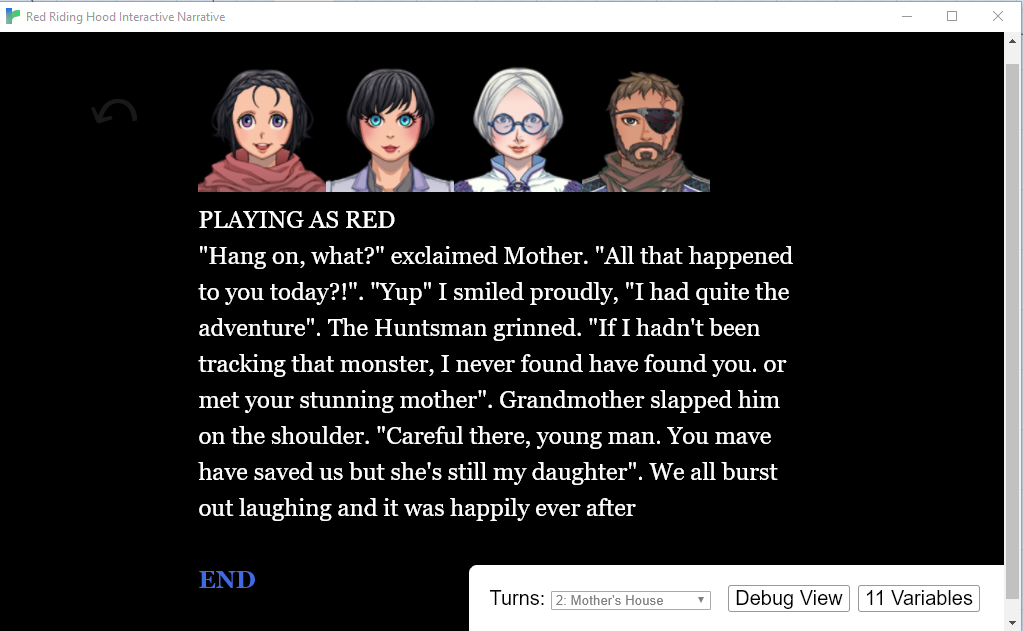 Red Riding Hood Interactive Narrative
PLAYING AS RED
"Hang on, what?" exclaimed Mother. "All that happened
to you today?!". "Yup" I smiled proudly, "I had quite the
adventure". The Huntsman grinned. "If I hadn't been
tracking that monster, I never found have found you. or
met your stunning mother". Grandmother slapped him
on the shoulder. "Careful there, young man. You mave
have saved us but she's still my daughter". We all burst
out laughing and it was happily ever after
END
Turns: 2: Mother's House Debug View 11 Variables